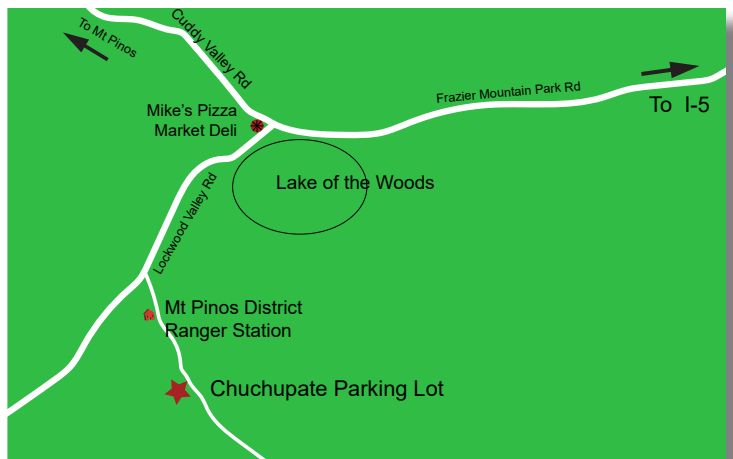 To Mt Pinos
Cuddy Valley Rd
Frazier Mountain Park Rd
To I-5
Mike's Pizza
Market Deli
Lake of the Woods
Lockwood Valley Rd
Mt Pinos District
Ranger Station
Chuchupate Parking Lot